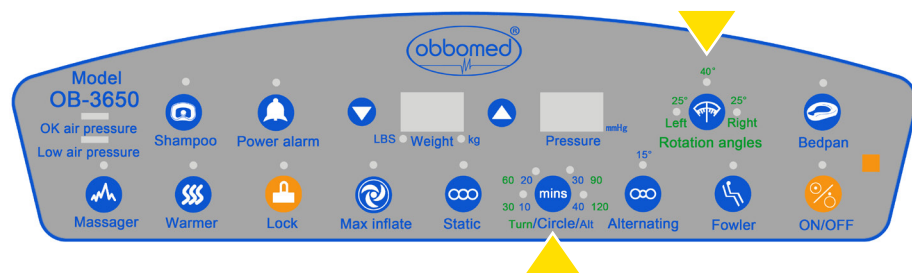 obbomed®
Model
OB-3650
OK air pressure
Low air pressure
Shampoo
Power alarm
LBS Weight kg
Pressure mmHg
40°
25° 25°
Left Right
Rotation angles
Bedpan
Massager
Warmer
Lock
Max inflate
Static
60 20 mins 30 90
30 10 40 120
Turn/Circle/Alt
15°
Alternating
Fowler
ON/OFF